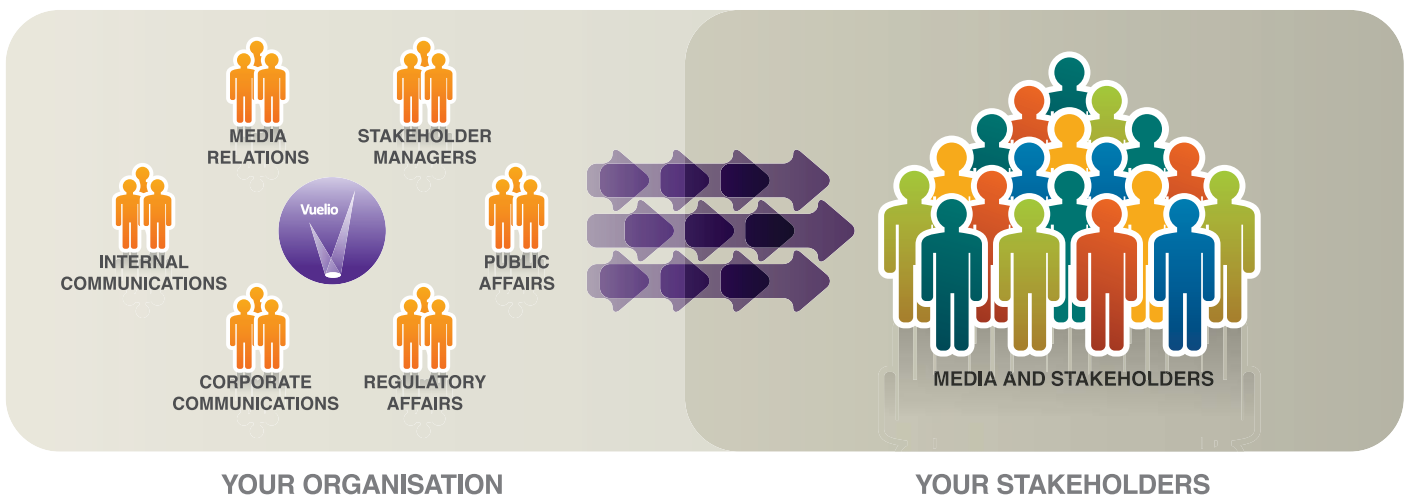 MEDIA
RELATIONS
STAKEHOLDER
MANAGERS
Vuelio
INTERNAL
COMMUNICATIONS
PUBLIC
AFFAIRS
CORPORATE
COMMUNICATIONS
REGULATORY
AFFAIRS
MEDIA AND STAKEHOLDERS
YOUR ORGANISATION
YOUR STAKEHOLDERS